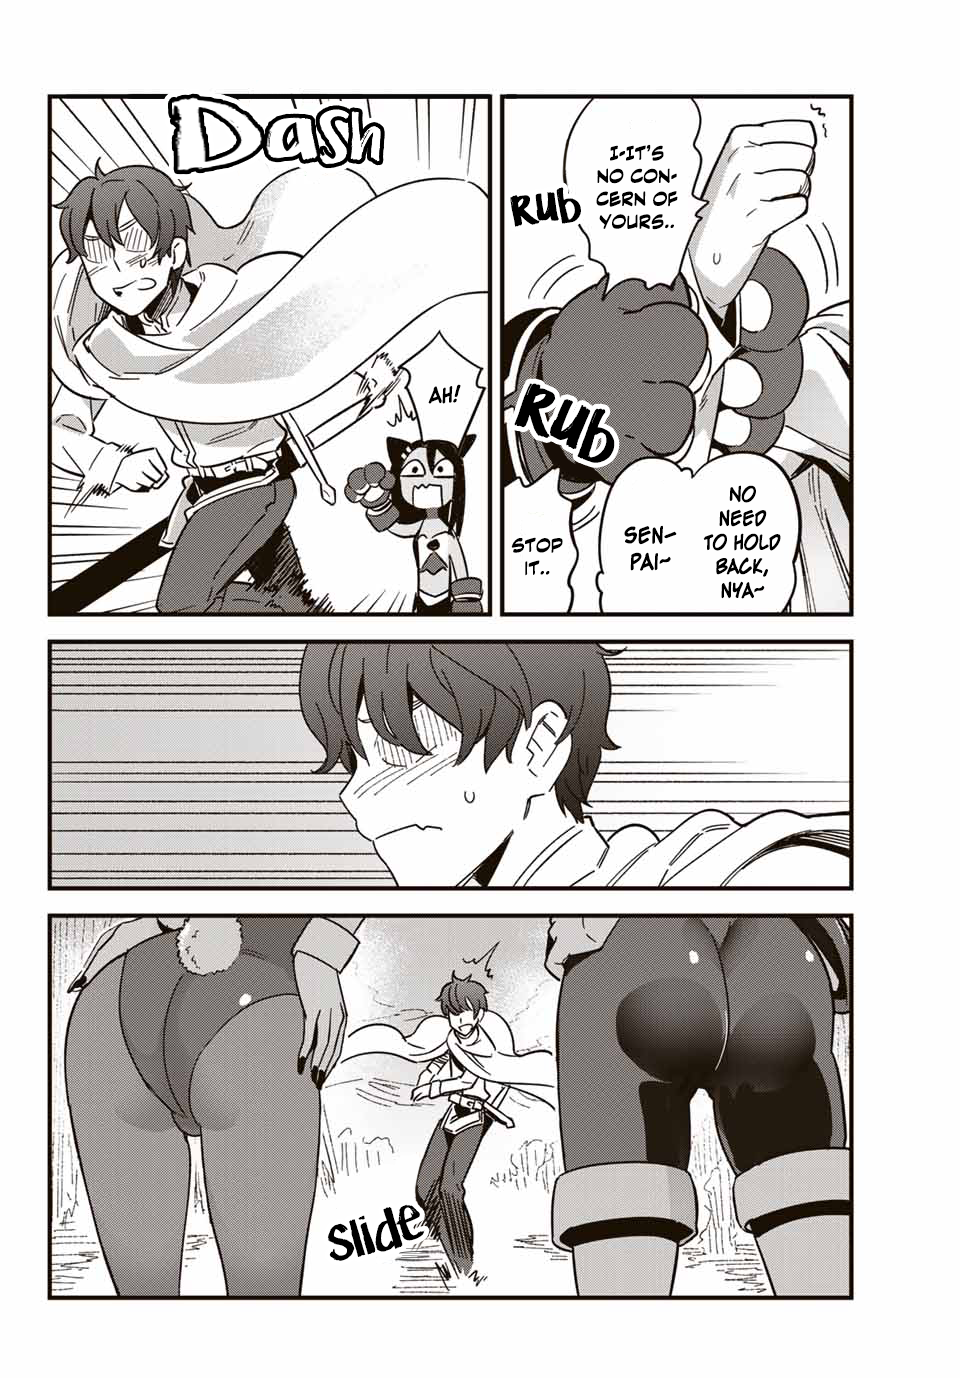 I-IT'S
NO CON-
CERN OF
YOURS..
RUB
RUB
NO
NEED
TO HOLD
BACK,
NYA~
SEN-
PAI~
STOP
IT..
Dash
AH!
Slide